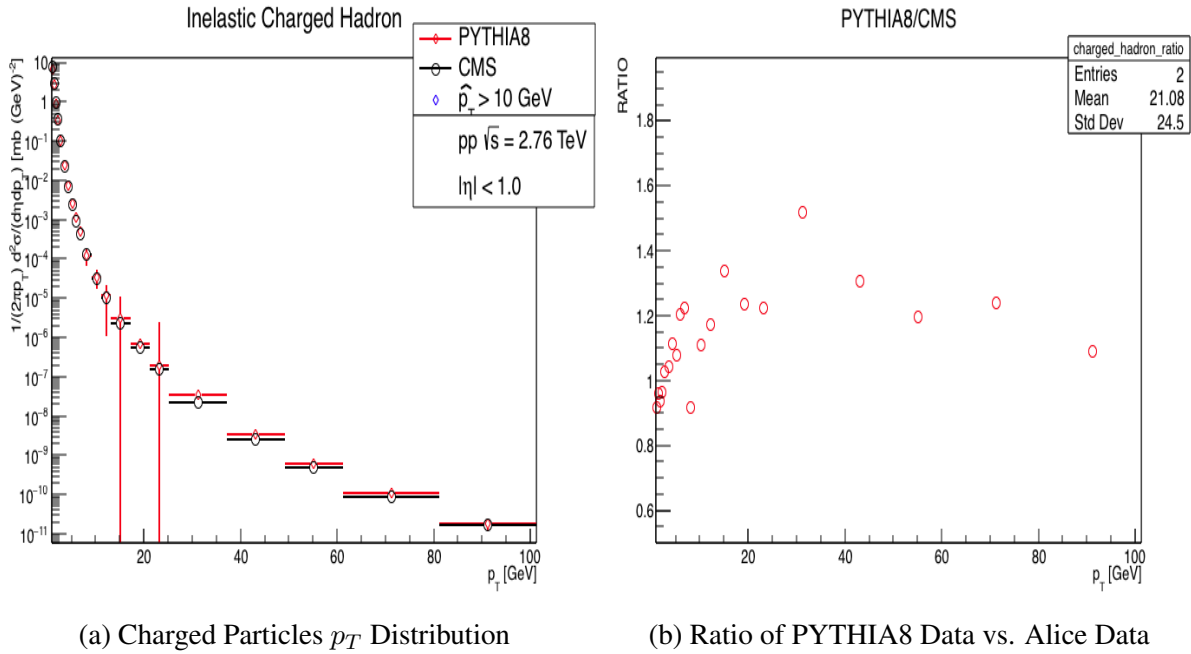 Inelastic Charged Hadron
PYTHIA8
CMS
p̂_T > 10 GeV
pp √s = 2.76 TeV
|η| < 1.0
1/(2πp_T) d²σ/(dηdp_T) [mb (GeV)⁻²]
10
1
10⁻¹
10⁻²
10⁻³
10⁻⁴
10⁻⁵
10⁻⁶
10⁻⁷
10⁻⁸
10⁻⁹
10⁻¹⁰
10⁻¹¹
20 40 60 80 100
p_T [GeV]
(a) Charged Particles p_T Distribution
PYTHIA8/CMS
charged_hadron_ratio
Entries 2
Mean 21.08
Std Dev 24.5
RATIO
1.8
1.6
1.4
1.2
1
0.8
0.6
20 40 60 80 100
p_T [GeV]
(b) Ratio of PYTHIA8 Data vs. Alice Data